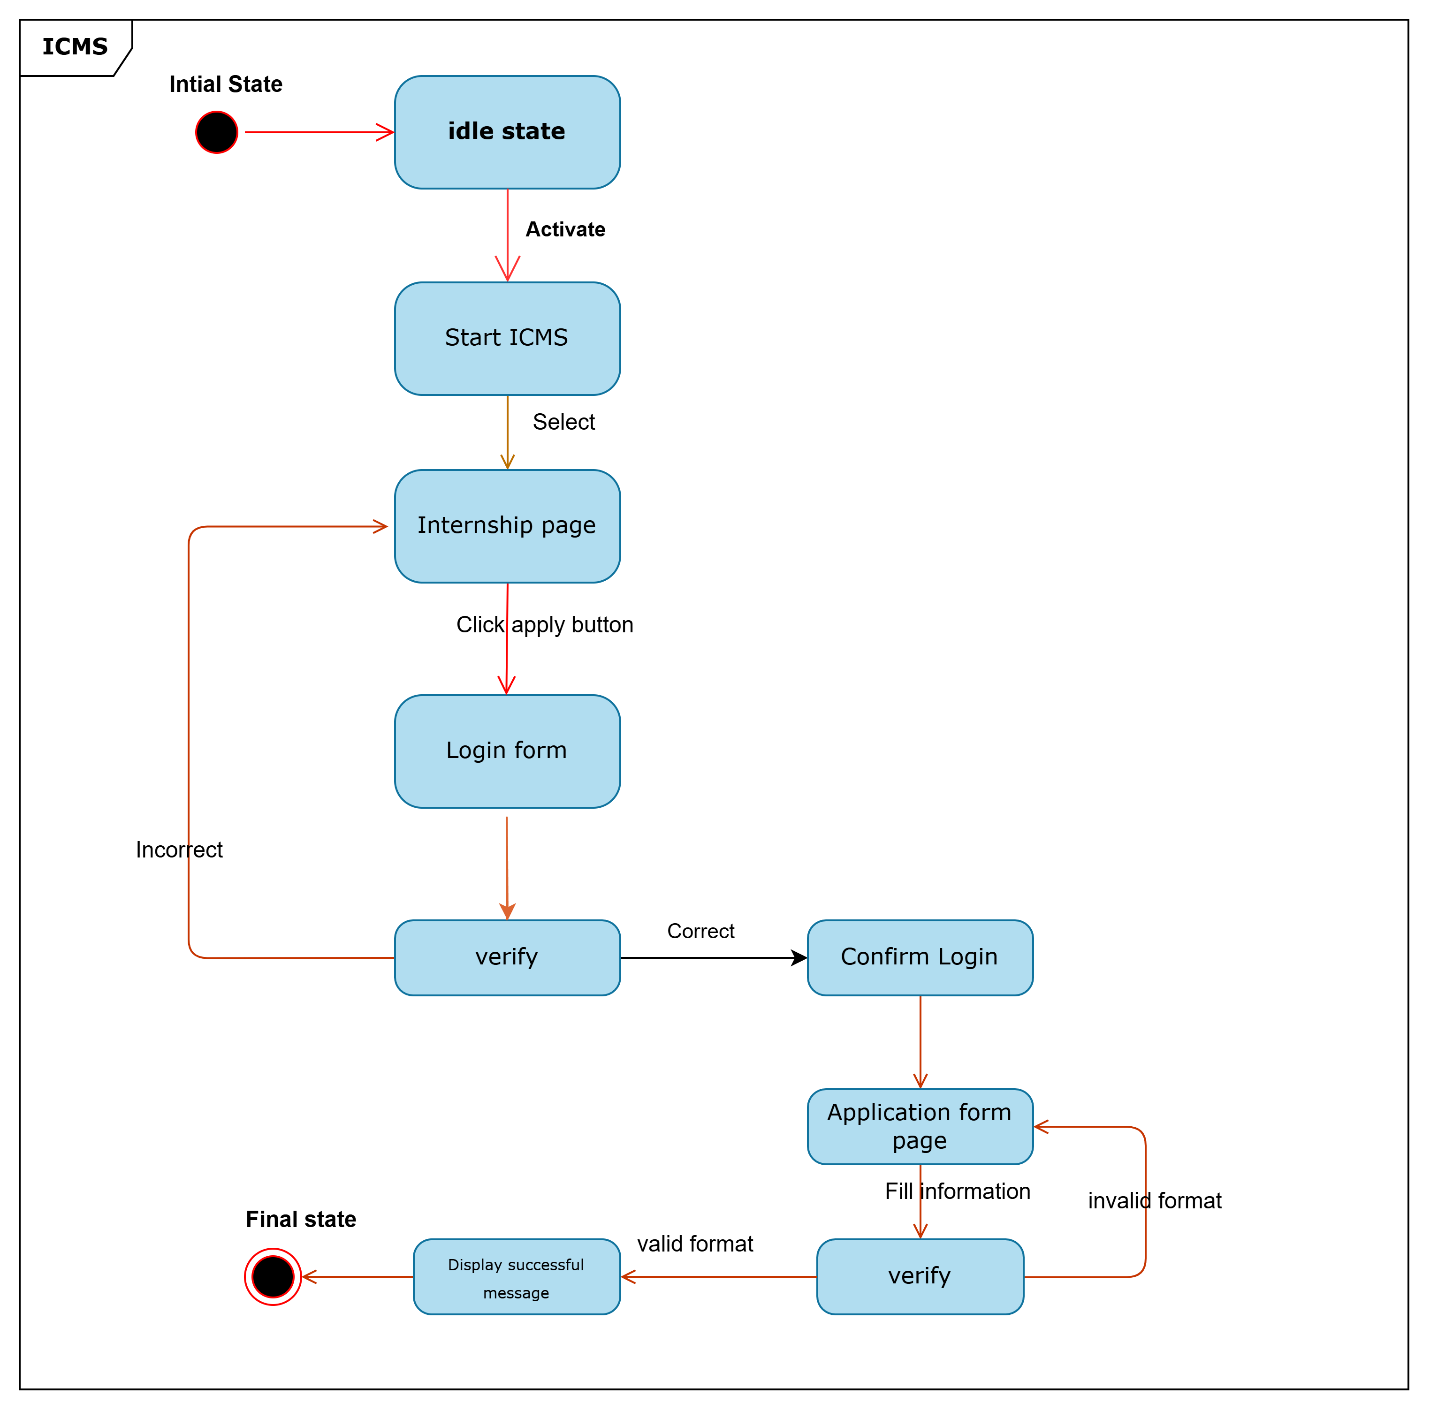 ICMS
Intial State
idle state
Activate
Start ICMS
Select
Internship page
Click apply button
Login form
Incorrect
verify
Correct
Confirm Login
Application form
page
Fill information
invalid format
Final state
Display successful
message
valid format
verify